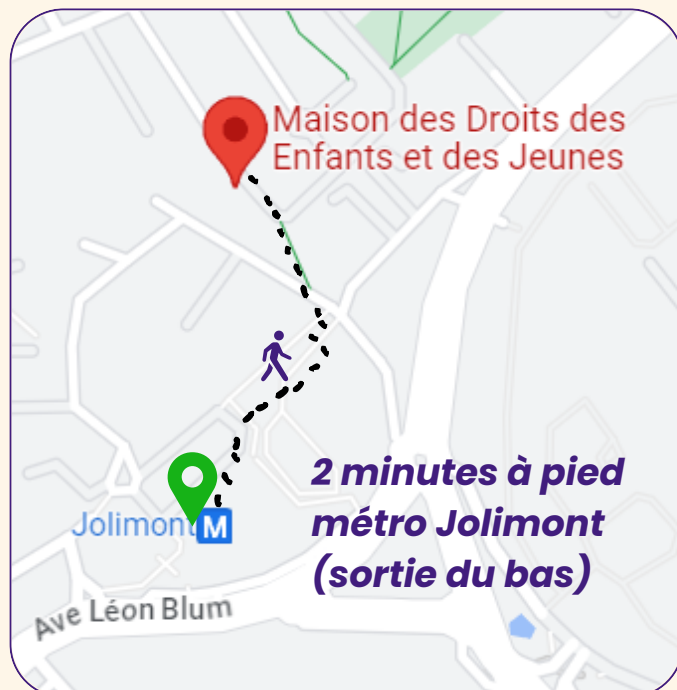 Maison des Droits des
Enfants et des Jeunes
2 minutes à pied
métro Jolimont
(sortie du bas)
Jolimont M
Ave Léon Blum